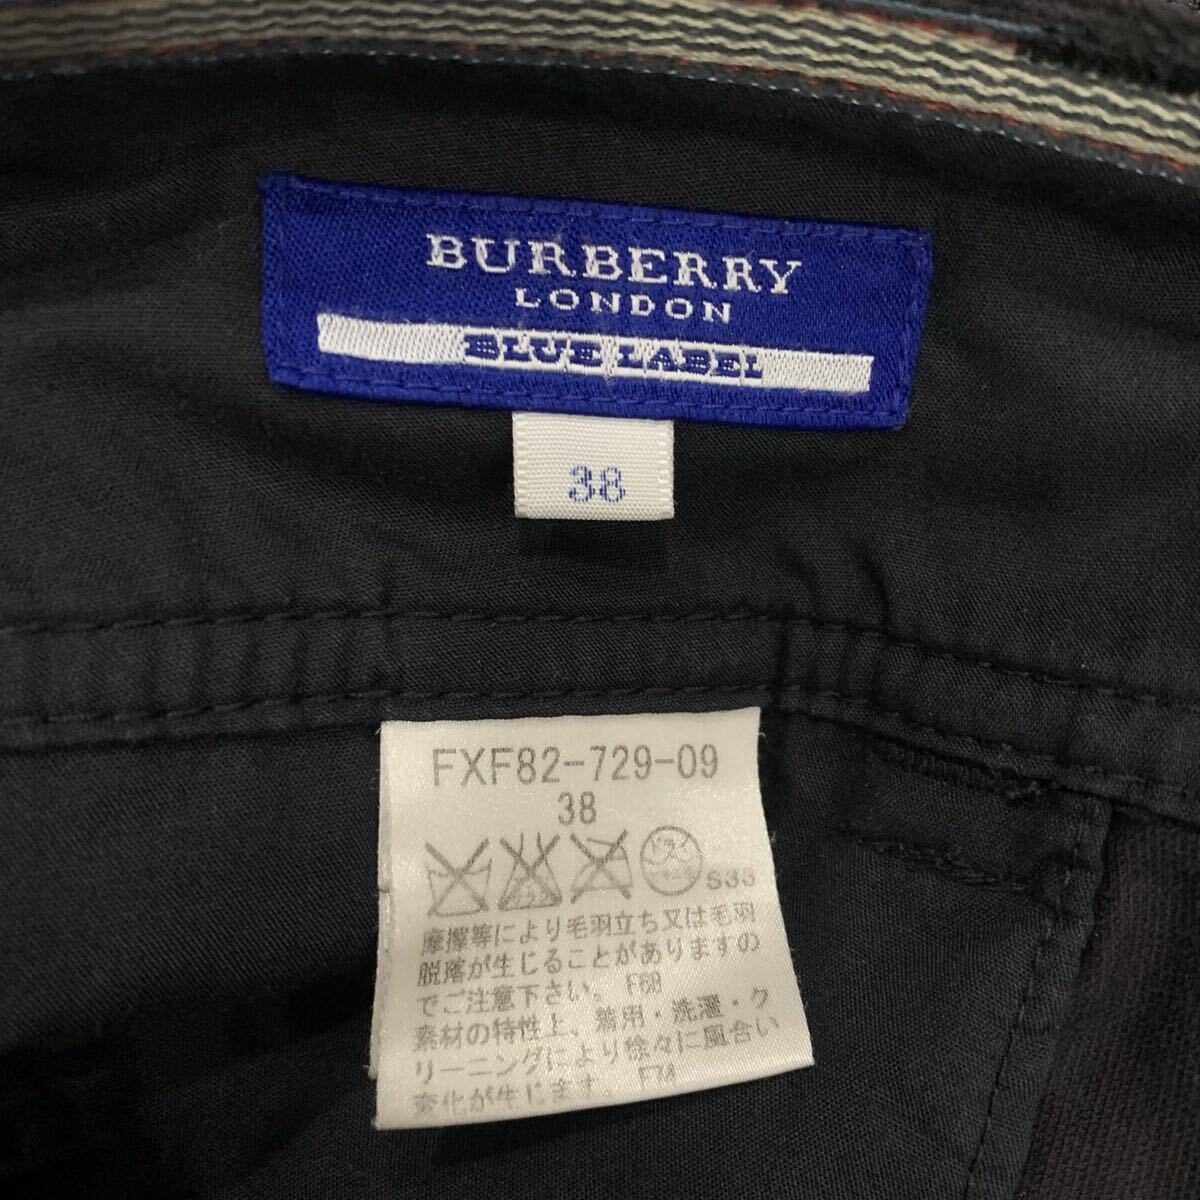 BURBERRY
LONDON
BLUE LABEL
38
FXF82-729-09
38
ドライ
S33
摩擦等により毛羽立ち又は毛羽
脱落が生じることがありますの
でご注意下さい。 F68
素材の特性上、着用・洗濯・ク
リーニングにより徐々に風合い
変化が生じます。 F74